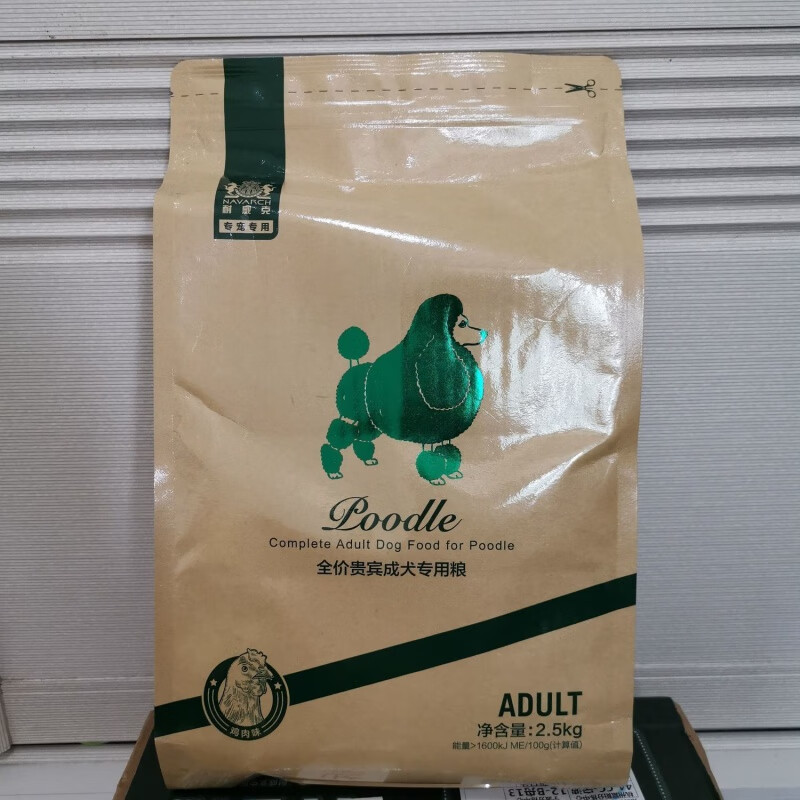 NAVARCH
耐威克
专宠专用
Poodle
Complete Adult Dog Food for Poodle
全价贵宾成犬专用粮
鸡肉味
ADULT
净含量:2.5kg
能量>1600kJ ME/100g(计算值)